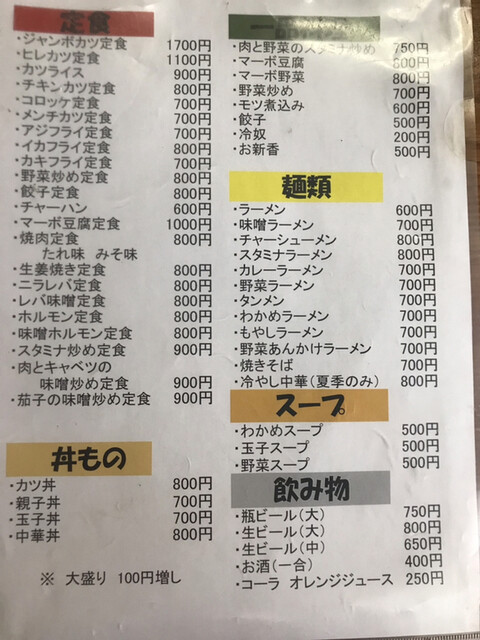 定食
・ジャンボカツ定食 1700円
・ヒレカツ定食 1100円
・カツライス 900円
・チキンカツ定食 800円
・コロッケ定食 700円
・メンチカツ定食 700円
・アジフライ定食 700円
・イカフライ定食 800円
・カキフライ定食 700円
・野菜炒め定食 800円
・餃子定食 800円
・チャーハン 600円
・マーボ豆腐定食 1000円
・焼肉定食 800円
たれ味 みそ味
・生姜焼き定食 800円
・ニラレバ定食 800円
・レバ味噌定食 800円
・ホルモン定食 800円
・味噌ホルモン定食 800円
・スタミナ炒め定食 900円
・肉とキャベツの
味噌炒め定食 900円
・茄子の味噌炒め定食 900円
丼もの
・カツ丼 800円
・親子丼 700円
・玉子丼 700円
・中華丼 800円
※ 大盛り 100円増し
一品
・肉と野菜のスタミナ炒め 750円
・マーボ豆腐 800円
・マーボ野菜 800円
・野菜炒め 700円
・モツ煮込み 600円
・餃子 500円
・冷奴 200円
・お新香 500円
麺類
・ラーメン 600円
・味噌ラーメン 700円
・チャーシューメン 800円
・スタミナラーメン 800円
・カレーラーメン 700円
・野菜ラーメン 700円
・タンメン 700円
・わかめラーメン 700円
・もやしラーメン 700円
・野菜あんかけラーメン 700円
・焼きそば 700円
・冷やし中華(夏季のみ) 800円
スープ
・わかめスープ 500円
・玉子スープ 500円
・野菜スープ 500円
飲み物
・瓶ビール(大) 750円
・生ビール(大) 800円
・生ビール(中) 650円
・お酒(一合) 400円
・コーラ オレンジジュース 250円